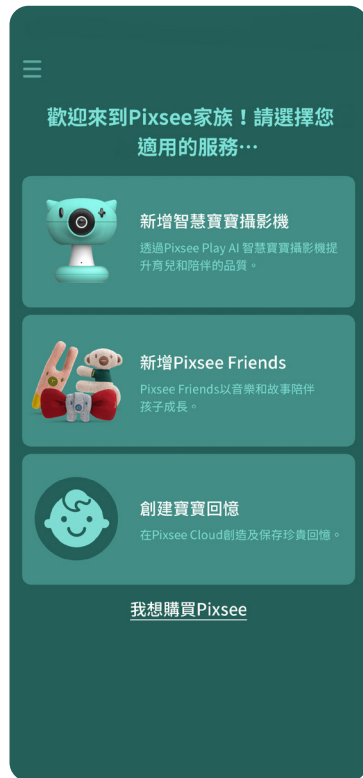 歡迎來到Pixsee家族！請選擇您
適用的服務…
新增智慧寶寶攝影機
透過Pixsee Play AI 智慧寶寶攝影機提
升育兒和陪伴的品質。
新增Pixsee Friends
Pixsee Friends以音樂和故事陪伴
孩子成長。
創建寶寶回憶
在Pixsee Cloud創造及保存珍貴回憶。
我想購買Pixsee